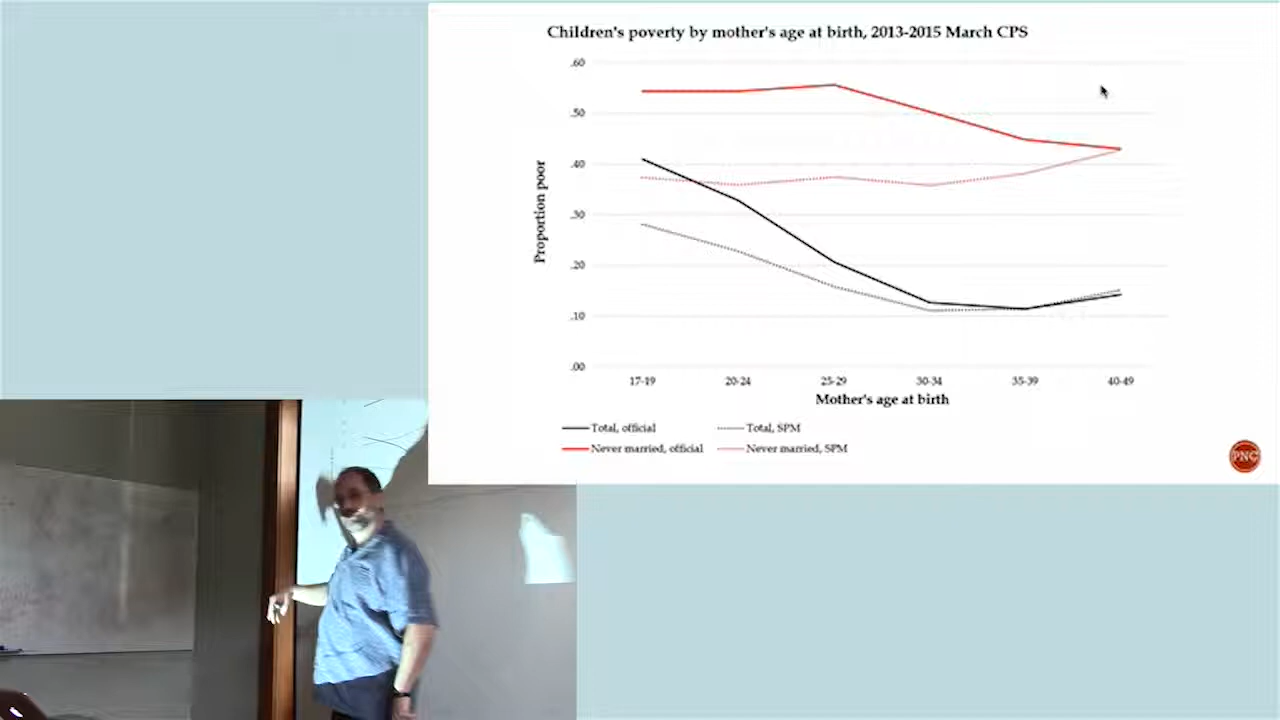 Children's poverty by mother's age at birth, 2013-2015 March CPS
.60
.50
.40
.30
.20
.10
.00
Proportion poor
17-19 20-24 25-29 30-34 35-39 40-49
Mother's age at birth
Total, official Total, SPM
Never married, official Never married, SPM
PNC